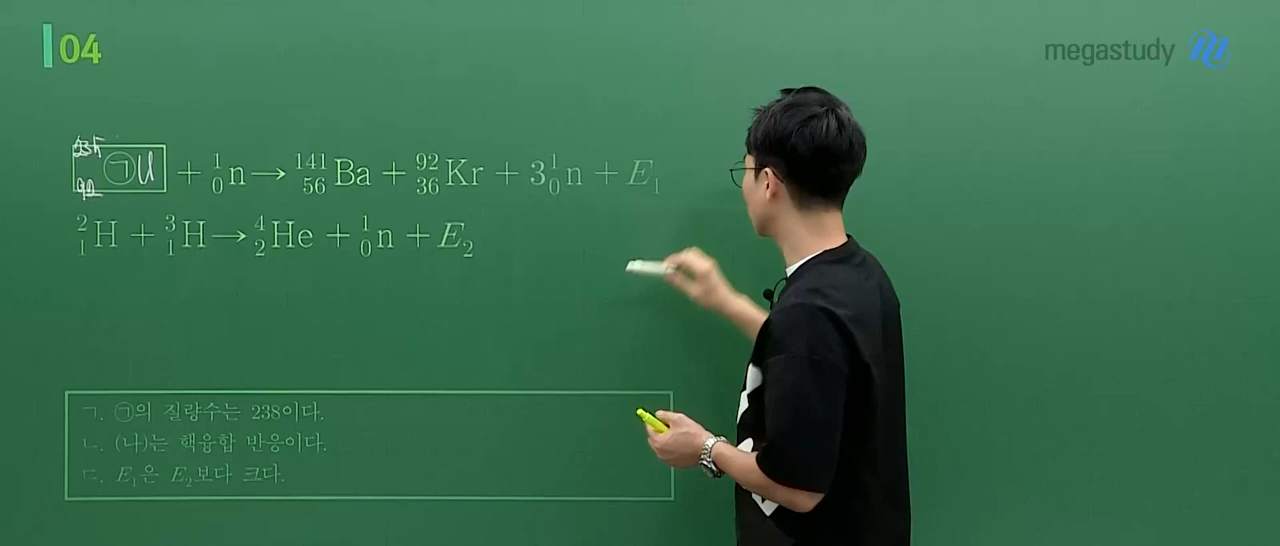 04
megastudy
235
㉠ U + ¹₀n → ¹⁴¹₅₆Ba + ⁹²₃₆Kr + 3¹₀n + E₁
92
²₁H + ³₁H → ⁴₂He + ¹₀n + E₂
ㄱ. ㉠의 질량수는 238이다.
ㄴ. (나)는 핵융합 반응이다.
ㄷ. E₁은 E₂보다 크다.